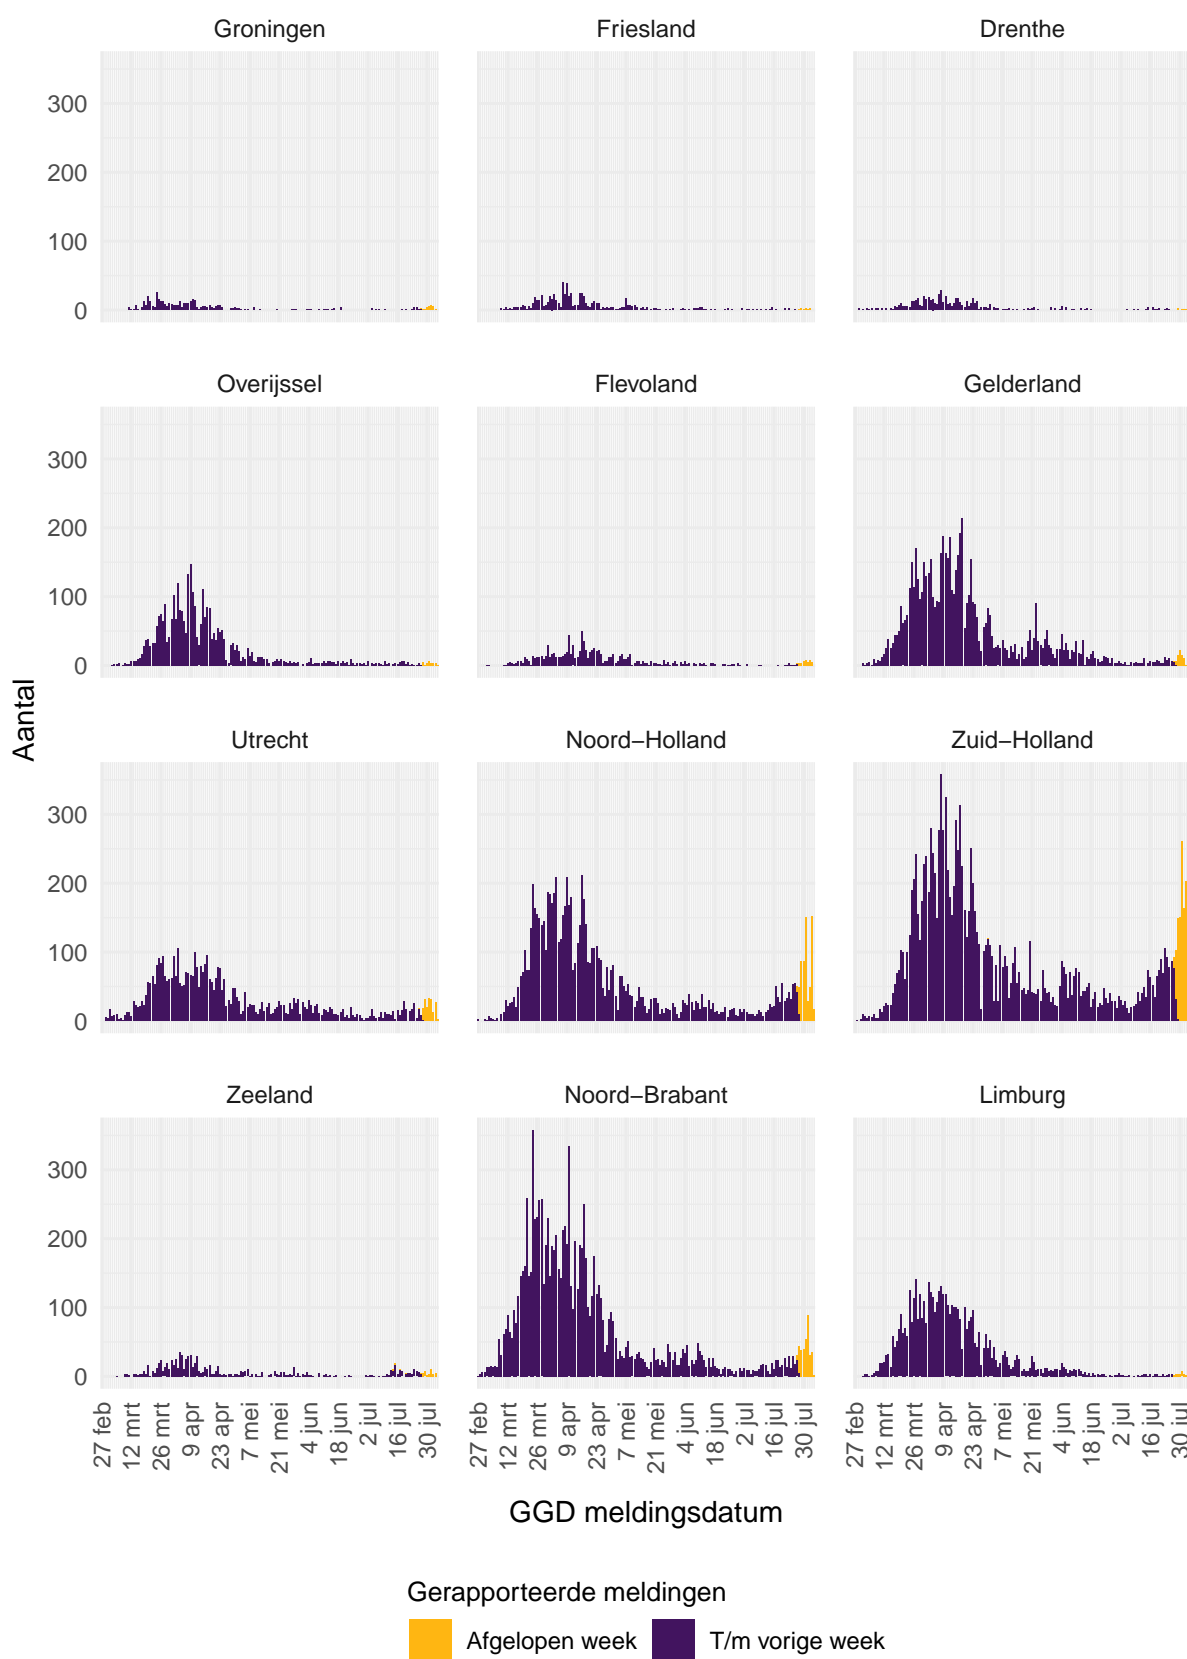 Groningen Friesland Drenthe
300
200
100
0
Overijssel Flevoland Gelderland
300
200
100
0
Aantal
Utrecht Noord−Holland Zuid−Holland
300
200
100
0
Zeeland Noord−Brabant Limburg
300
200
100
0
27 feb 12 mrt 26 mrt 9 apr 23 apr 7 mei 21 mei 4 jun 18 jun 2 jul 16 jul 30 jul 27 feb 12 mrt 26 mrt 9 apr 23 apr 7 mei 21 mei 4 jun 18 jun 2 jul 16 jul 30 jul 27 feb 12 mrt 26 mrt 9 apr 23 apr 7 mei 21 mei 4 jun 18 jun 2 jul 16 jul 30 jul
GGD meldingsdatum
Gerapporteerde meldingen
Afgelopen week T/m vorige week